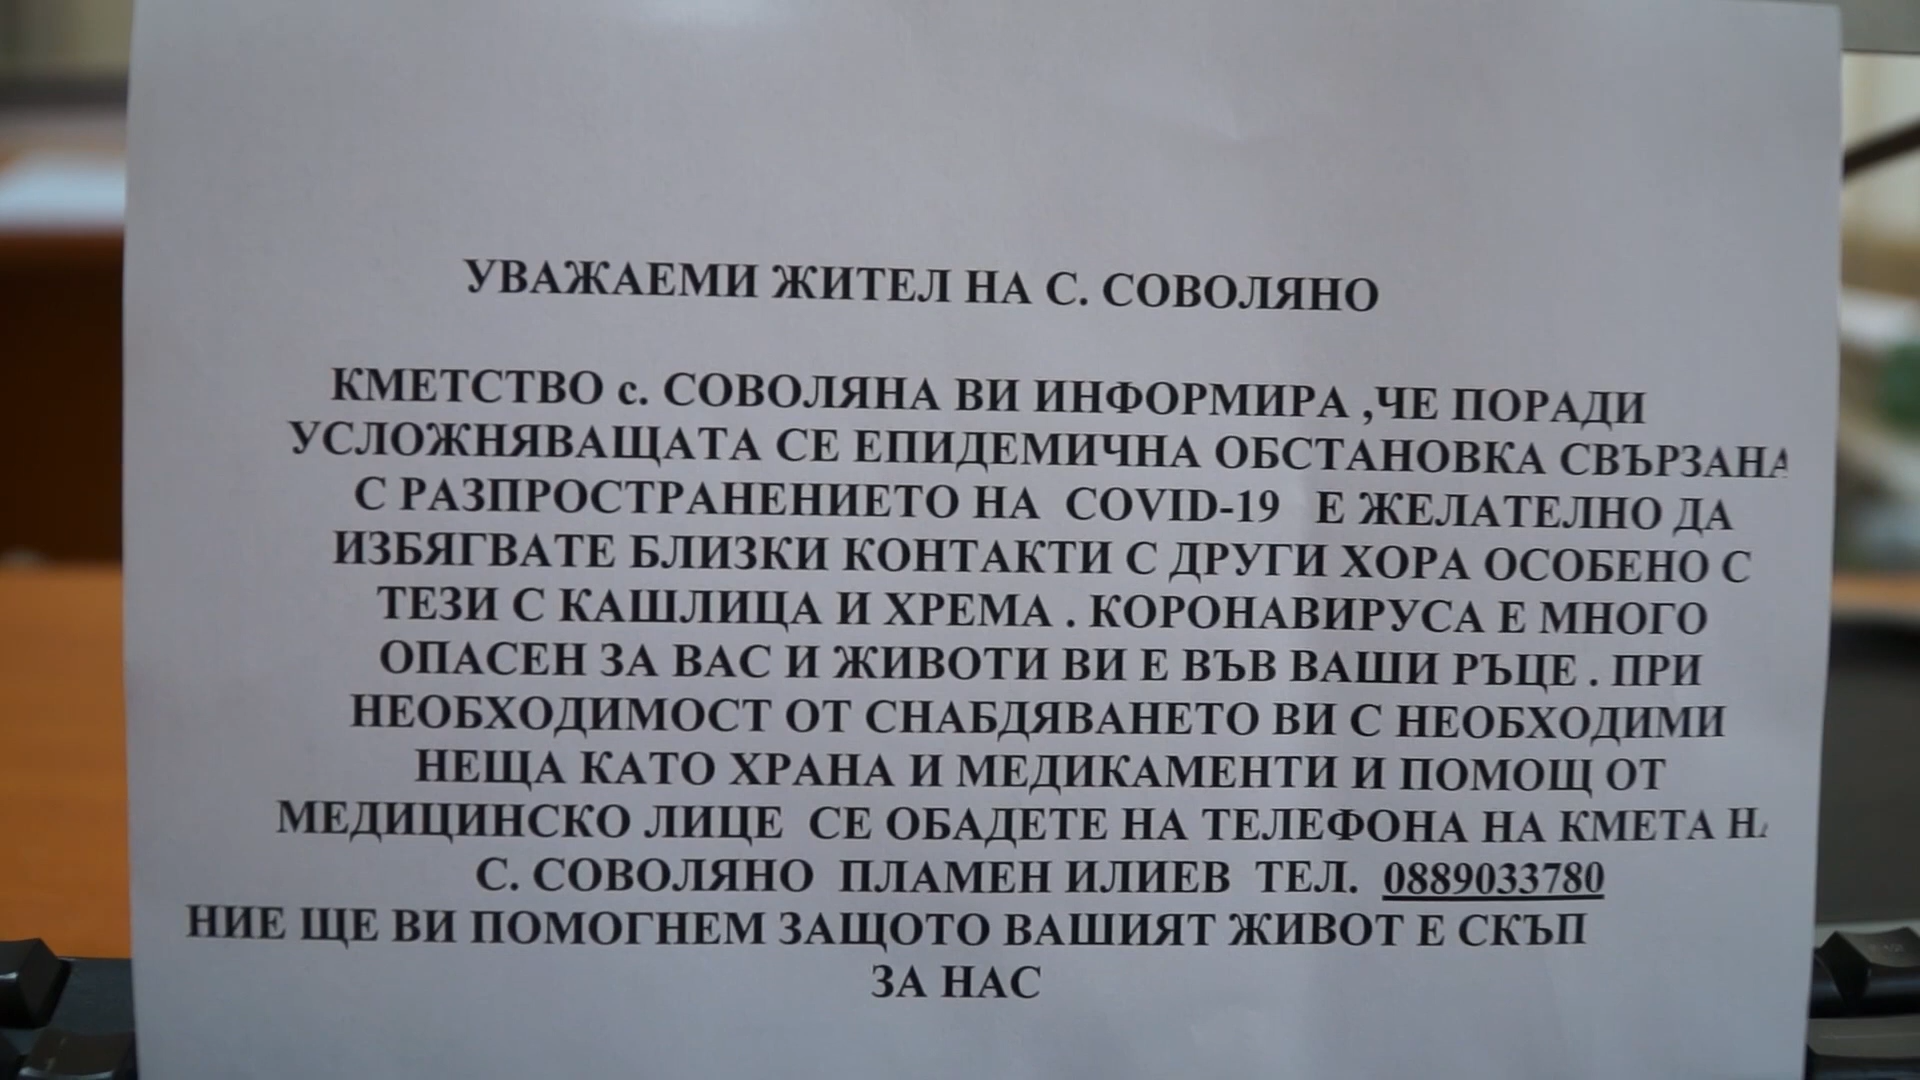 УВАЖАЕМИ ЖИТЕЛ НА С. СОВОЛЯНО
КМЕТСТВО с. СОВОЛЯНА ВИ ИНФОРМИРА ,ЧЕ ПОРАДИ
УСЛОЖНЯВАЩАТА СЕ ЕПИДЕМИЧНА ОБСТАНОВКА СВЪРЗАНА
С РАЗПРОСТРАНЕНИЕТО НА COVID-19 Е ЖЕЛАТЕЛНО ДА
ИЗБЯГВАТЕ БЛИЗКИ КОНТАКТИ С ДРУГИ ХОРА ОСОБЕНО С
ТЕЗИ С КАШЛИЦА И ХРЕМА . КОРОНАВИРУСА Е МНОГО
ОПАСЕН ЗА ВАС И ЖИВОТИ ВИ Е ВЪВ ВАШИ РЪЦЕ . ПРИ
НЕОБХОДИМОСТ ОТ СНАБДЯВАНЕТО ВИ С НЕОБХОДИМИ
НЕЩА КАТО ХРАНА И МЕДИКАМЕНТИ И ПОМОЩ ОТ
МЕДИЦИНСКО ЛИЦЕ СЕ ОБАДЕТЕ НА ТЕЛЕФОНА НА КМЕТА НА
С. СОВОЛЯНО ПЛАМЕН ИЛИЕВ ТЕЛ. 0889033780
НИЕ ЩЕ ВИ ПОМОГНЕМ ЗАЩОТО ВАШИЯТ ЖИВОТ Е СКЪП
ЗА НАС